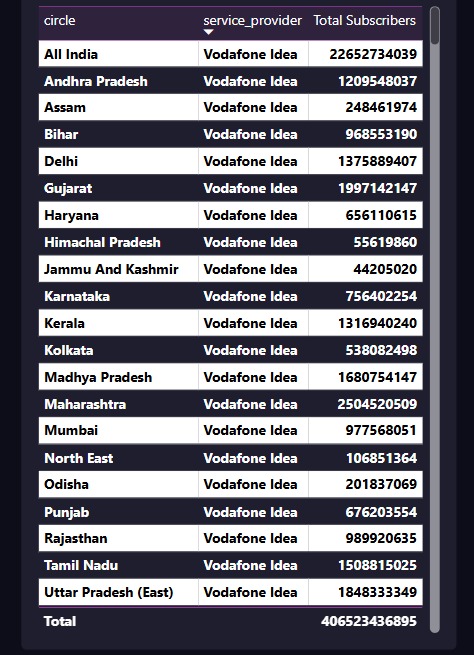 circle service_provider Total Subscribers
All India Vodafone Idea 22652734039
Andhra Pradesh Vodafone Idea 1209548037
Assam Vodafone Idea 248461974
Bihar Vodafone Idea 968553190
Delhi Vodafone Idea 1375889407
Gujarat Vodafone Idea 1997142147
Haryana Vodafone Idea 656110615
Himachal Pradesh Vodafone Idea 55619860
Jammu And Kashmir Vodafone Idea 44205020
Karnataka Vodafone Idea 756402254
Kerala Vodafone Idea 1316940240
Kolkata Vodafone Idea 538082498
Madhya Pradesh Vodafone Idea 1680754147
Maharashtra Vodafone Idea 2504520509
Mumbai Vodafone Idea 977568051
North East Vodafone Idea 106851364
Odisha Vodafone Idea 201837069
Punjab Vodafone Idea 676203554
Rajasthan Vodafone Idea 989920635
Tamil Nadu Vodafone Idea 1508815025
Uttar Pradesh (East) Vodafone Idea 1848333349
Total 406523436895